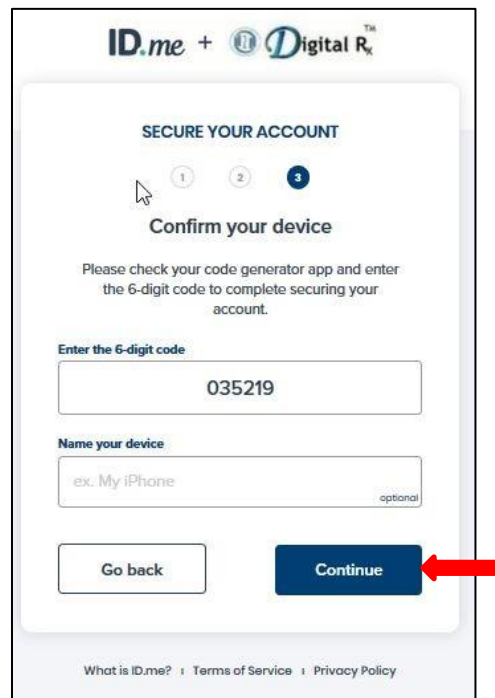 ID.me + Digital Rx™
SECURE YOUR ACCOUNT
1 2 3
Confirm your device
Please check your code generator app and enter
the 6-digit code to complete securing your
account.
Enter the 6-digit code
035219
Name your device
ex. My iPhone
optional
Go back Continue
What is ID.me? | Terms of Service | Privacy Policy